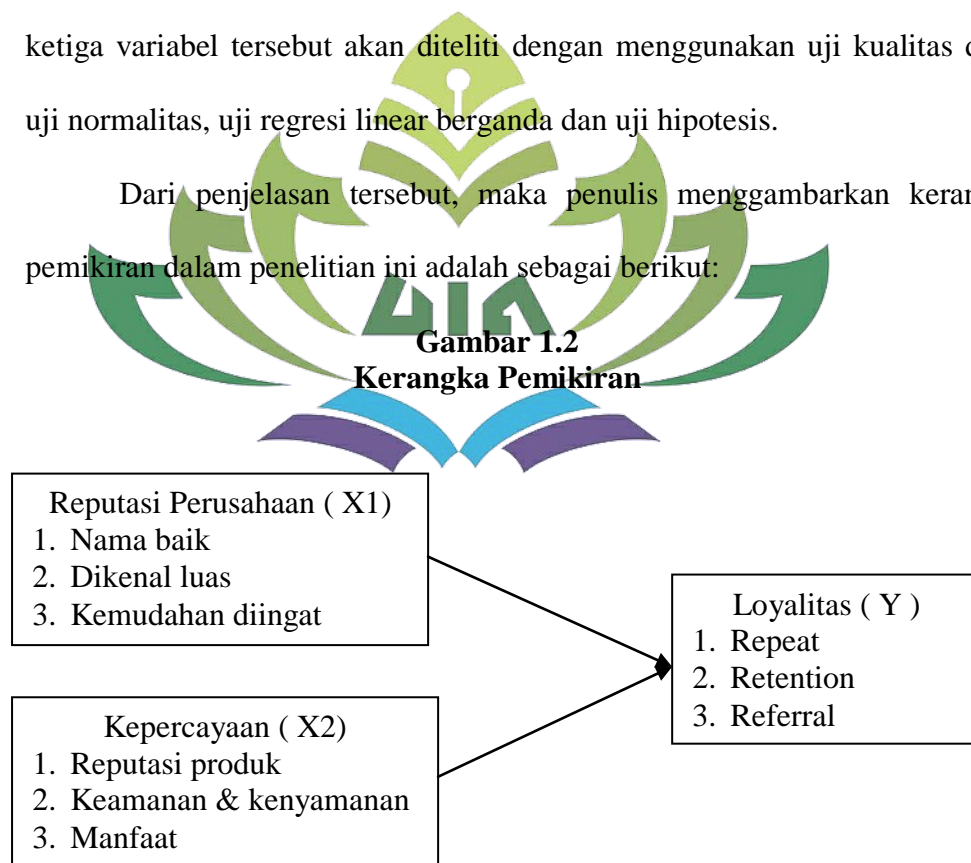 ketiga variabel tersebut akan diteliti dengan menggunakan uji kualitas
uji normalitas, uji regresi linear berganda dan uji hipotesis.
Dari penjelasan tersebut, maka penulis menggambarkan
pemikiran dalam penelitian ini adalah sebagai berikut:
UIN
Gambar 1.2
Kerangka Pemikiran
Reputasi Perusahaan ( X1)
1. Nama baik
2. Dikenal luas
3. Kemudahan diingat
Loyalitas ( Y )
1. Repeat
2. Retention
3. Referral
Kepercayaan ( X2)
1. Reputasi produk
2. Keamanan & kenyamanan
3. Manfaat